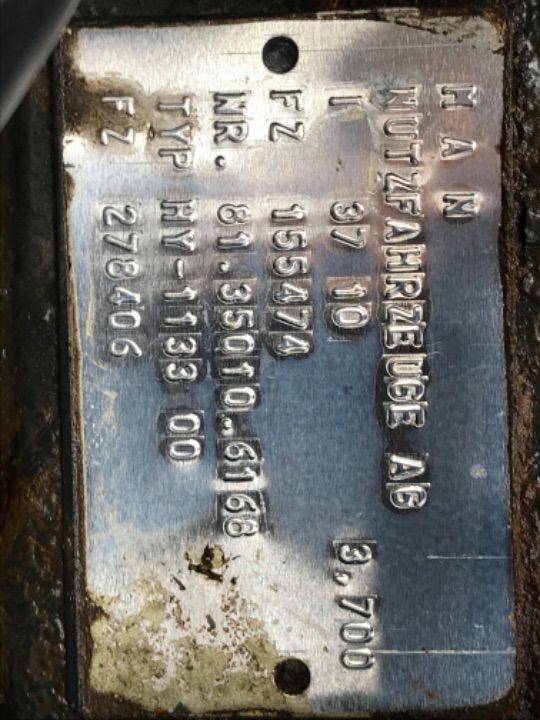 M A N
NUTZFAHRZEUGE AG
I 37 10 3,700
FZ 155474
NR. 81.35010.6168
TYP HY-1133 00
FZ 278406